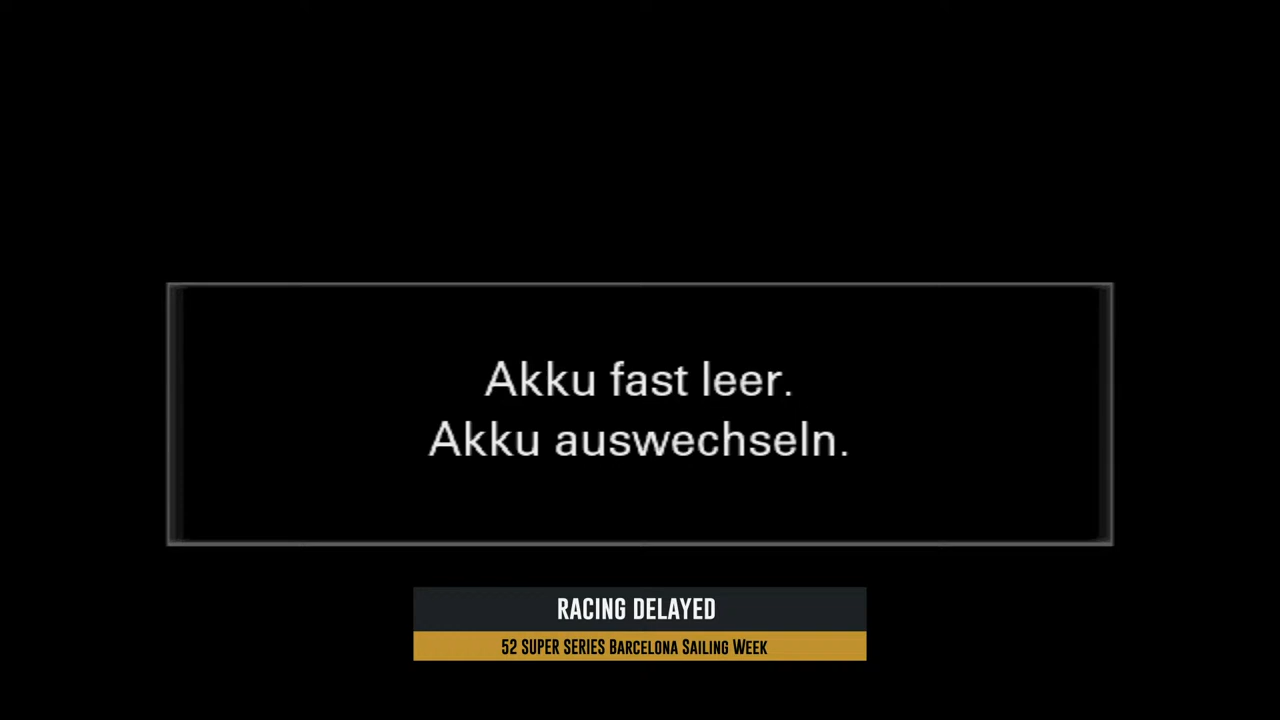 Akku fast leer.
Akku auswechseln.
RACING DELAYED
52 SUPER SERIES Barcelona Sailing Week